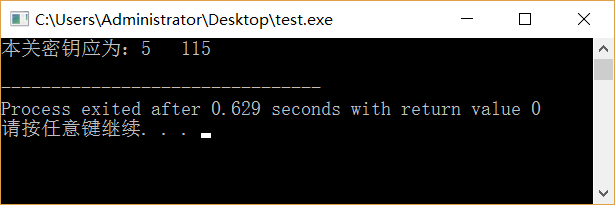 C:\Users\Administrator\Desktop\test.exe
本关密钥应为：5   115
--------------------------------
Process exited after 0.629 seconds with return value 0
请按任意键继续. . .